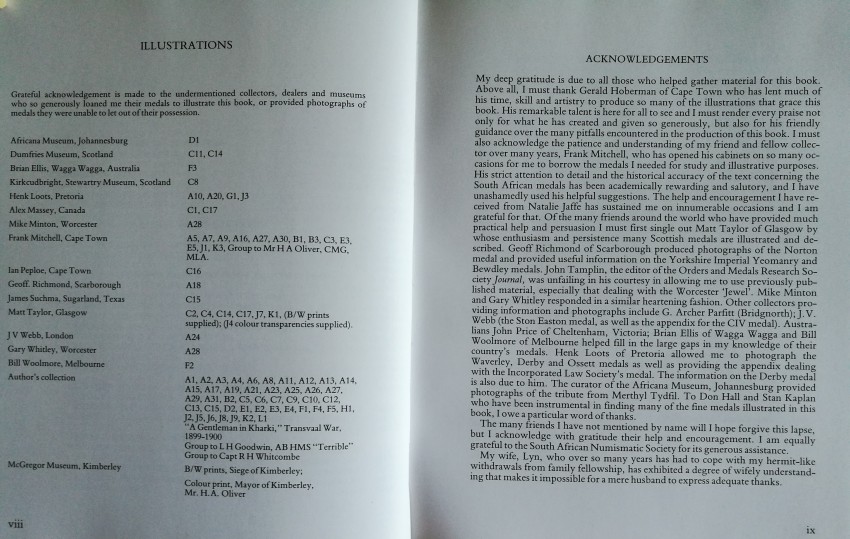 ILLUSTRATIONS
Grateful acknowledgement is made to the undermentioned collectors, dealers and museums
who so generously loaned me their medals to illustrate this book, or provided photographs of
medals they were unable to let out of their possession.
Africana Museum, Johannesburg D1
Dumfries Museum, Scotland C11, C14
Brian Ellis, Wagga Wagga, Australia F3
Kirkcudbright, Stewartry Museum, Scotland C8
Henk Loots, Pretoria A10, A20, G1, J3
Alex Massey, Canada C1, C17
Mike Minton, Worcester A28
Frank Mitchell, Cape Town A5, A7, A9, A16, A27, A30, B1, B3, C3, E3,
E5, J1, K3, Group to Mr H A Oliver, CMG,
MLA.
Ian Peploe, Cape Town C16
Geoff. Richmond, Scarborough A18
James Suchma, Sugarland, Texas C15
Matt Taylor, Glasgow C2, C4, C14, C17, J7, K1, (B/W prints
supplied); (J4 colour transparencies supplied).
J V Webb, London A24
Gary Whitley, Worcester A28
Bill Woolmore, Melbourne F2
Author's collection A1, A2, A3, A4, A6, A8, A11, A12, A13, A14,
A15, A17, A19, A21, A23, A25, A26, A27,
A29, A31, B2, C5, C6, C7, C9, C10, C12,
C13, C15, D2, E1, E2, E3, E4, F1, F4, F5, H1,
J2, J5, J6, J8, J9, K2, L1
"A Gentleman in Kharki," Transvaal War,
1899-1900
Group to L H Goodwin, AB HMS "Terrible"
Group to Capt R H Whitcombe
McGregor Museum, Kimberley B/W prints, Siege of Kimberley;
Colour print, Mayor of Kimberley,
Mr. H.A. Oliver
viii
ACKNOWLEDGEMENTS
My deep gratitude is due to all those who helped gather material for this book.
Above all, I must thank Gerald Hoberman of Cape Town who has lent much of
his time, skill and artistry to produce so many of the illustrations that grace this
book. His remarkable talent is here for all to see and I must render every praise not
only for what he has created and given so generously, but also for his friendly
guidance over the many pitfalls encountered in the production of this book. I must
also acknowledge the patience and understanding of my friend and fellow collec-
tor over many years, Frank Mitchell, who has opened his cabinets on so many oc-
casions for me to borrow the medals I needed for study and illustrative purposes.
His strict attention to detail and the historical accuracy of the text concerning the
South African medals has been academically rewarding and salutory, and I have
unashamedly used his helpful suggestions. The help and encouragement I have re-
ceived from Natalie Jaffe has sustained me on innumerable occasions and I am
grateful for that. Of the many friends around the world who have provided much
practical help and persuasion I must first single out Matt Taylor of Glasgow by
whose enthusiasm and persistence many Scottish medals are illustrated and de-
scribed. Geoff Richmond of Scarborough produced photographs of the Norton
medal and provided useful information on the Yorkshire Imperial Yeomanry and
Bewdley medals. John Tamplin, the editor of the Orders and Medals Research So-
ciety Journal, was unfailing in his courtesy in allowing me to use previously pub-
lished material, especially that dealing with the Worcester 'Jewel'. Mike Minton
and Gary Whitley responded in a similar heartening fashion. Other collectors pro-
viding information and photographs include G. Archer Parfitt (Bridgnorth); J.V.
Webb (the Ston Easton medal, as well as the appendix for the CIV medal). Austra-
lians John Price of Cheltenham, Victoria; Brian Ellis of Wagga Wagga and Bill
Woolmore of Melbourne helped fill in the large gaps in my knowledge of their
country's medals. Henk Loots of Pretoria allowed me to photograph the
Waverley, Derby and Ossett medals as well as providing the appendix dealing
with the Incorporated Law Society's medal. The information on the Derby medal
is also due to him. The curator of the Africana Museum, Johannesburg provided
photographs of the tribute from Merthyl Tydfil. To Don Hall and Stan Kaplan
who have been instrumental in finding many of the fine medals illustrated in this
book, I owe a particular word of thanks.
The many friends I have not mentioned by name will I hope forgive this lapse,
but I acknowledge with gratitude their help and encouragement. I am equally
grateful to the South African Numismatic Society for its generous assistance.
My wife, Lyn, who over so many years has had to cope with my hermit-like
withdrawals from family fellowship, has exhibited a degree of wifely understand-
ing that makes it impossible for a mere husband to express adequate thanks.
ix